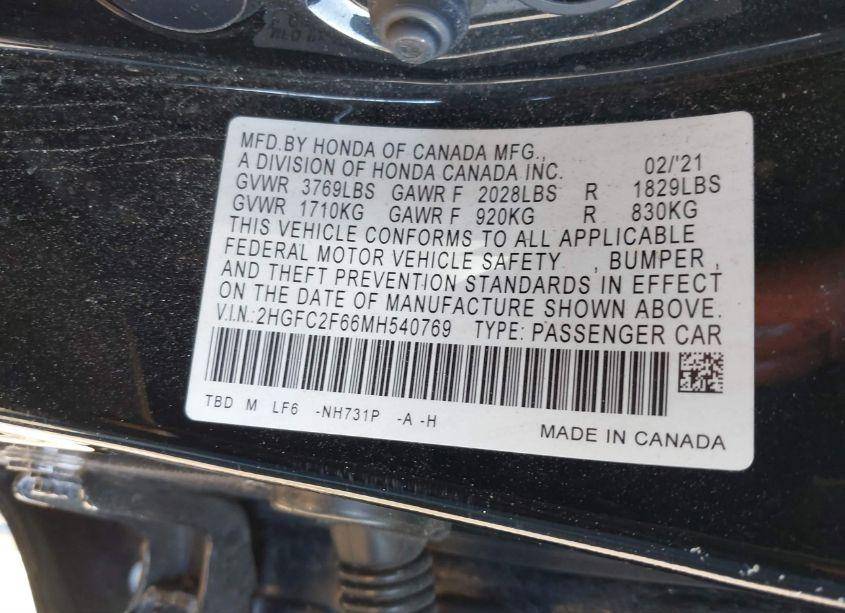 MFD.BY HONDA OF CANADA MFG.,
A DIVISION OF HONDA CANADA INC. 02/'21
GVWR 3769LBS GAWR F 2028LBS R 1829LBS
GVWR 1710KG GAWR F 920KG R 830KG
THIS VEHICLE CONFORMS TO ALL APPLICABLE
FEDERAL MOTOR VEHICLE SAFETY , BUMPER ,
AND THEFT PREVENTION STANDARDS IN EFFECT
ON THE DATE OF MANUFACTURE SHOWN ABOVE.
V.I.N.:2HGFC2F66MH540769 TYPE: PASSENGER CAR
TBD M LF6 -NH731P -A -H
MADE IN CANADA